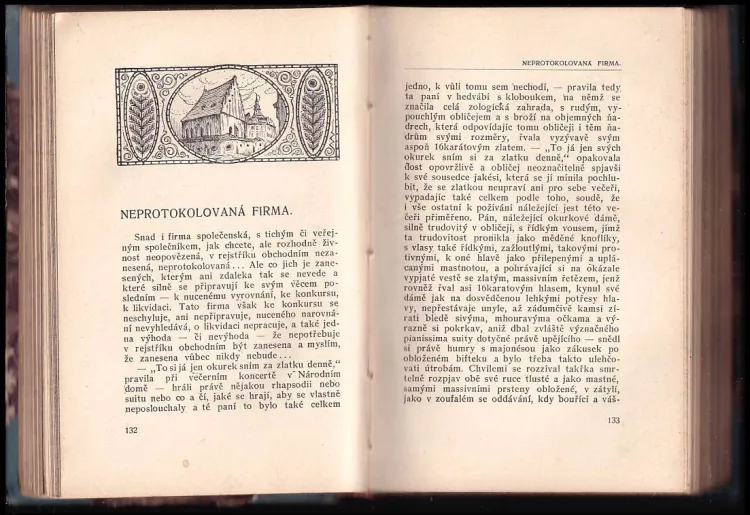 NEPROTOKOLOVANÁ FIRMA.
Snad i firma společenská, s tichým či veřej-
ným společníkem, jak chcete, ale rozhodně živ-
nost neopovězená, v rejstříku obchodním neza-
nesená, neprotokolovaná... Ale co jich je zane-
sených, kterým ani zdaleka tak se nevede a
které silně se připravují ke svým věcem po-
sledním — k nucenému vyrovnání, ke konkursu,
k likvidaci. Tato firma však ke konkursu se
neschyluje, ani nepřipravuje, nuceného narovná-
ní nevyhledává, o likvidaci nepracuje, a také jed-
na výhoda — či nevýhoda — že nepotřebuje
v rejstříku obchodním být zanesena a myslím,
že zanesena vůbec nikdy nebude...
— „To si já jen okurek sním za zlatku denně,“
pravila při večerním koncertě v Národním
domě — hráli právě nějakou rhapsodii nebo
suitu nebo co a čí, jaké se hrají, aby se vlastně
neposlouchaly a té paní to bylo také celkem
132
NEPROTOKOLOVANÁ FIRMA.
jedno, k vůli tomu sem nechodí, — pravila tedy
ta paní v hedvábí s kloboukem, na němž se
značila celá zoologická zahrada, s rudým, vy-
pouchlým obličejem a s broží na objemných ňa-
drech, která odpovídajíc tomu obličeji i těm ňa-
drům svými rozměry, řvala vyzývavě svým
aspoň 16karátovým zlatem. — „To já jen svých
okurek sním si za zlatku denně,“ opakovala
dost opovržlivě a obličej neoznačitelně spjavši
k své sousedce jakési, která se jí mínila pochlu-
bit, že se zlatkou neupraví ani pro sebe večeři,
vypadajíc také celkem podle toho, soudě, že
i vše ostatní k požívání náležející jest této ve-
čeři přiměřeno. Pán, náležející okurkové dámě,
silně trudovitý v obličeji, s řídkým vousem, jímž
ta trudovitost pronikla jako měděné knoflíky,
s vlasy také řídkými, zažloutlými, takovými pro-
tivnými, k oné hlavě jako přilepenými a uplá-
canými mastnotou, a pohrávající si na okázale
vypjaté vestě se zlatým, massivním řetězem, jenž
rovněž řval asi 16karatovým hlasem, kynul své
dámě jak na dosvědčenou lehkými potřesy hla-
vy, nepřestávaje umyle, až zádumčivě kamsi zí-
rati bledě sivýma, mhouravýma očkama a vý-
razně si pokrkav, aniž dbal zvláště význačného
pianissima suity dotyčné právě upějícího — snědl
si právě humry s majonésou jako zákusek po
obloženém bifteku a bylo třeba takto ulehčo-
vati útrobám. Chvílemi se rozzíval takřka smr-
telně rozpjav obě své ruce tlusté a jako mastné,
samými massivními prsteny obložené, v zátylí,
jako v zoufalém se oddávání, kdy bouřící a váš-
133